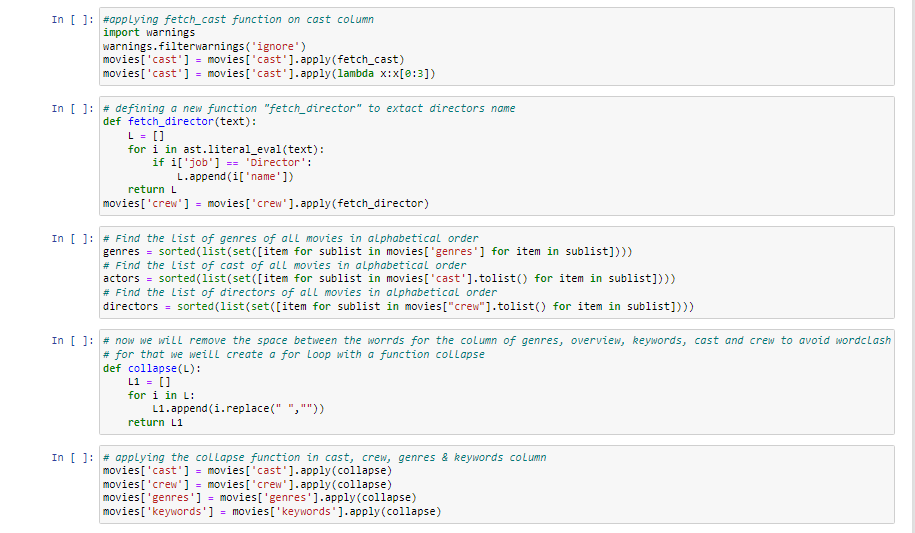 In [ ]: #applying fetch_cast function on cast column
import warnings
warnings.filterwarnings('ignore')
movies['cast'] = movies['cast'].apply(fetch_cast)
movies['cast'] = movies['cast'].apply(lambda x:x[0:3])
In [ ]: # defining a new function "fetch_director" to extact directors name
def fetch_director(text):
    L = []
    for i in ast.literal_eval(text):
        if i['job'] == 'Director':
            L.append(i['name'])
    return L
movies['crew'] = movies['crew'].apply(fetch_director)
In [ ]: # Find the list of genres of all movies in alphabetical order
genres = sorted(list(set([item for sublist in movies['genres'] for item in sublist])))
# Find the list of cast of all movies in alphabetical order
actors = sorted(list(set([item for sublist in movies['cast'].tolist() for item in sublist])))
# Find the list of directors of all movies in alphabetical order
directors = sorted(list(set([item for sublist in movies["crew"].tolist() for item in sublist])))
In [ ]: # now we will remove the space between the worrds for the column of genres, overview, keywords, cast and crew to avoid wordclash
# for that we weill create a for loop with a function collapse
def collapse(L):
    L1 = []
    for i in L:
        L1.append(i.replace(" ",""))
    return L1
In [ ]: # applying the collapse function in cast, crew, genres & keywords column
movies['cast'] = movies['cast'].apply(collapse)
movies['crew'] = movies['crew'].apply(collapse)
movies['genres'] = movies['genres'].apply(collapse)
movies['keywords'] = movies['keywords'].apply(collapse)